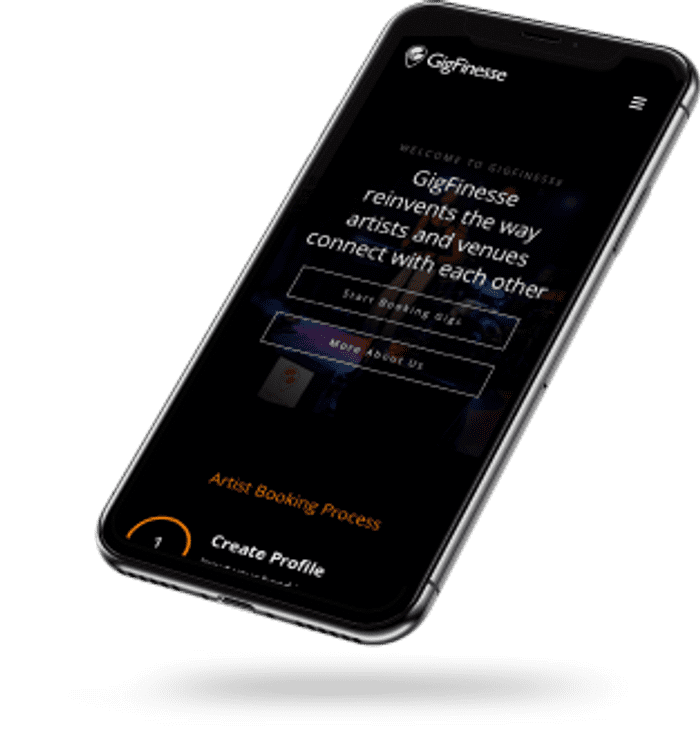 GigFinesse
WELCOME TO GIGFINESSE
GigFinesse
reinvents the way
artists and venues
connect with each other
Start Booking Gigs
More About Us
Artist Booking Process
1
Create Profile